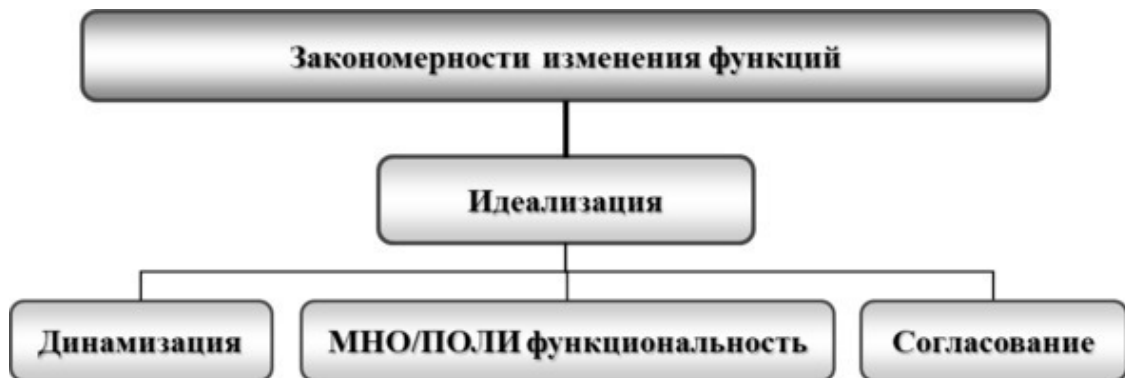 Закономерности изменения функций
Идеализация
Динамизация
МНО/ПОЛИ функциональность
Согласование